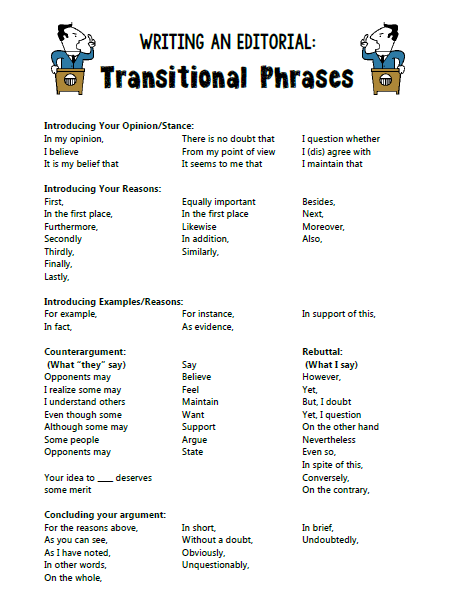 WRITING AN EDITORIAL:
Transitional Phrases
Introducing Your Opinion/Stance:
In my opinion, There is no doubt that I question whether
I believe From my point of view I (dis) agree with
It is my belief that It seems to me that I maintain that
Introducing Your Reasons:
First, Equally important Besides,
In the first place, In the first place Next,
Furthermore, Likewise Moreover,
Secondly In addition, Also,
Thirdly, Similarly,
Finally,
Lastly,
Introducing Examples/Reasons:
For example, For instance, In support of this,
In fact, As evidence,
Counterargument: Rebuttal:
(What “they” say) Say (What I say)
Opponents may Believe However,
I realize some may Feel Yet,
I understand others Maintain But, I doubt
Even though some Want Yet, I question
Although some may Support On the other hand
Some people Argue Nevertheless
Opponents may State Even so,
In spite of this,
Your idea to ____ deserves Conversely,
some merit On the contrary,
Concluding your argument:
For the reasons above, In short, In brief,
As you can see, Without a doubt, Undoubtedly,
As I have noted, Obviously,
In other words, Unquestionably,
On the whole,